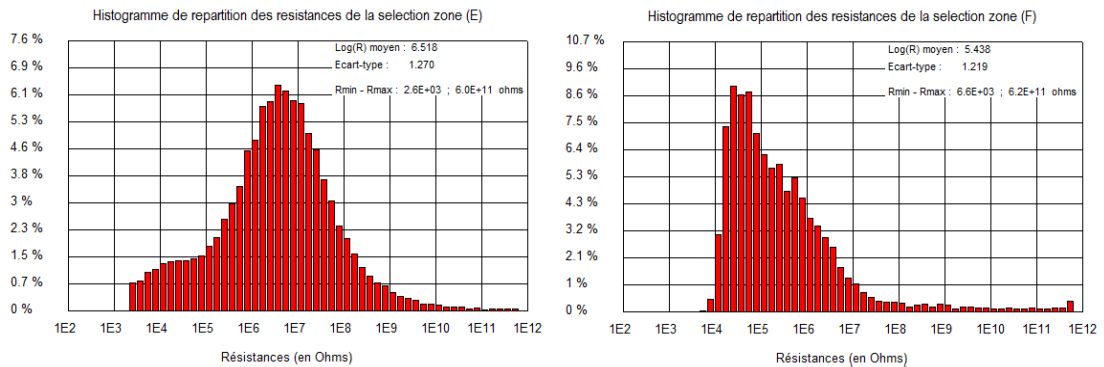 Histogramme de repartition des resistances de la selection zone (E)
7.6 %
6.9 %
6.1 %
5.3 %
4.6 %
3.8 %
3 %
2.3 %
1.5 %
0.7 %
0 %
Log(R) moyen : 6.518
Ecart-type : 1.270
Rmin - Rmax : 2.6E+03 ; 6.0E+11 ohms
1E2 1E3 1E4 1E5 1E6 1E7 1E8 1E9 1E10 1E11 1E12
Résistances (en Ohms)
Histogramme de repartition des resistances de la selection zone (F)
10.7 %
9.6 %
8.6 %
7.5 %
6.4 %
5.3 %
4.3 %
3.2 %
2.1 %
1 %
0 %
Log(R) moyen : 5.438
Ecart-type : 1.219
Rmin - Rmax : 6.6E+03 ; 6.2E+11 ohms
1E2 1E3 1E4 1E5 1E6 1E7 1E8 1E9 1E10 1E11 1E12
Résistances (en Ohms)